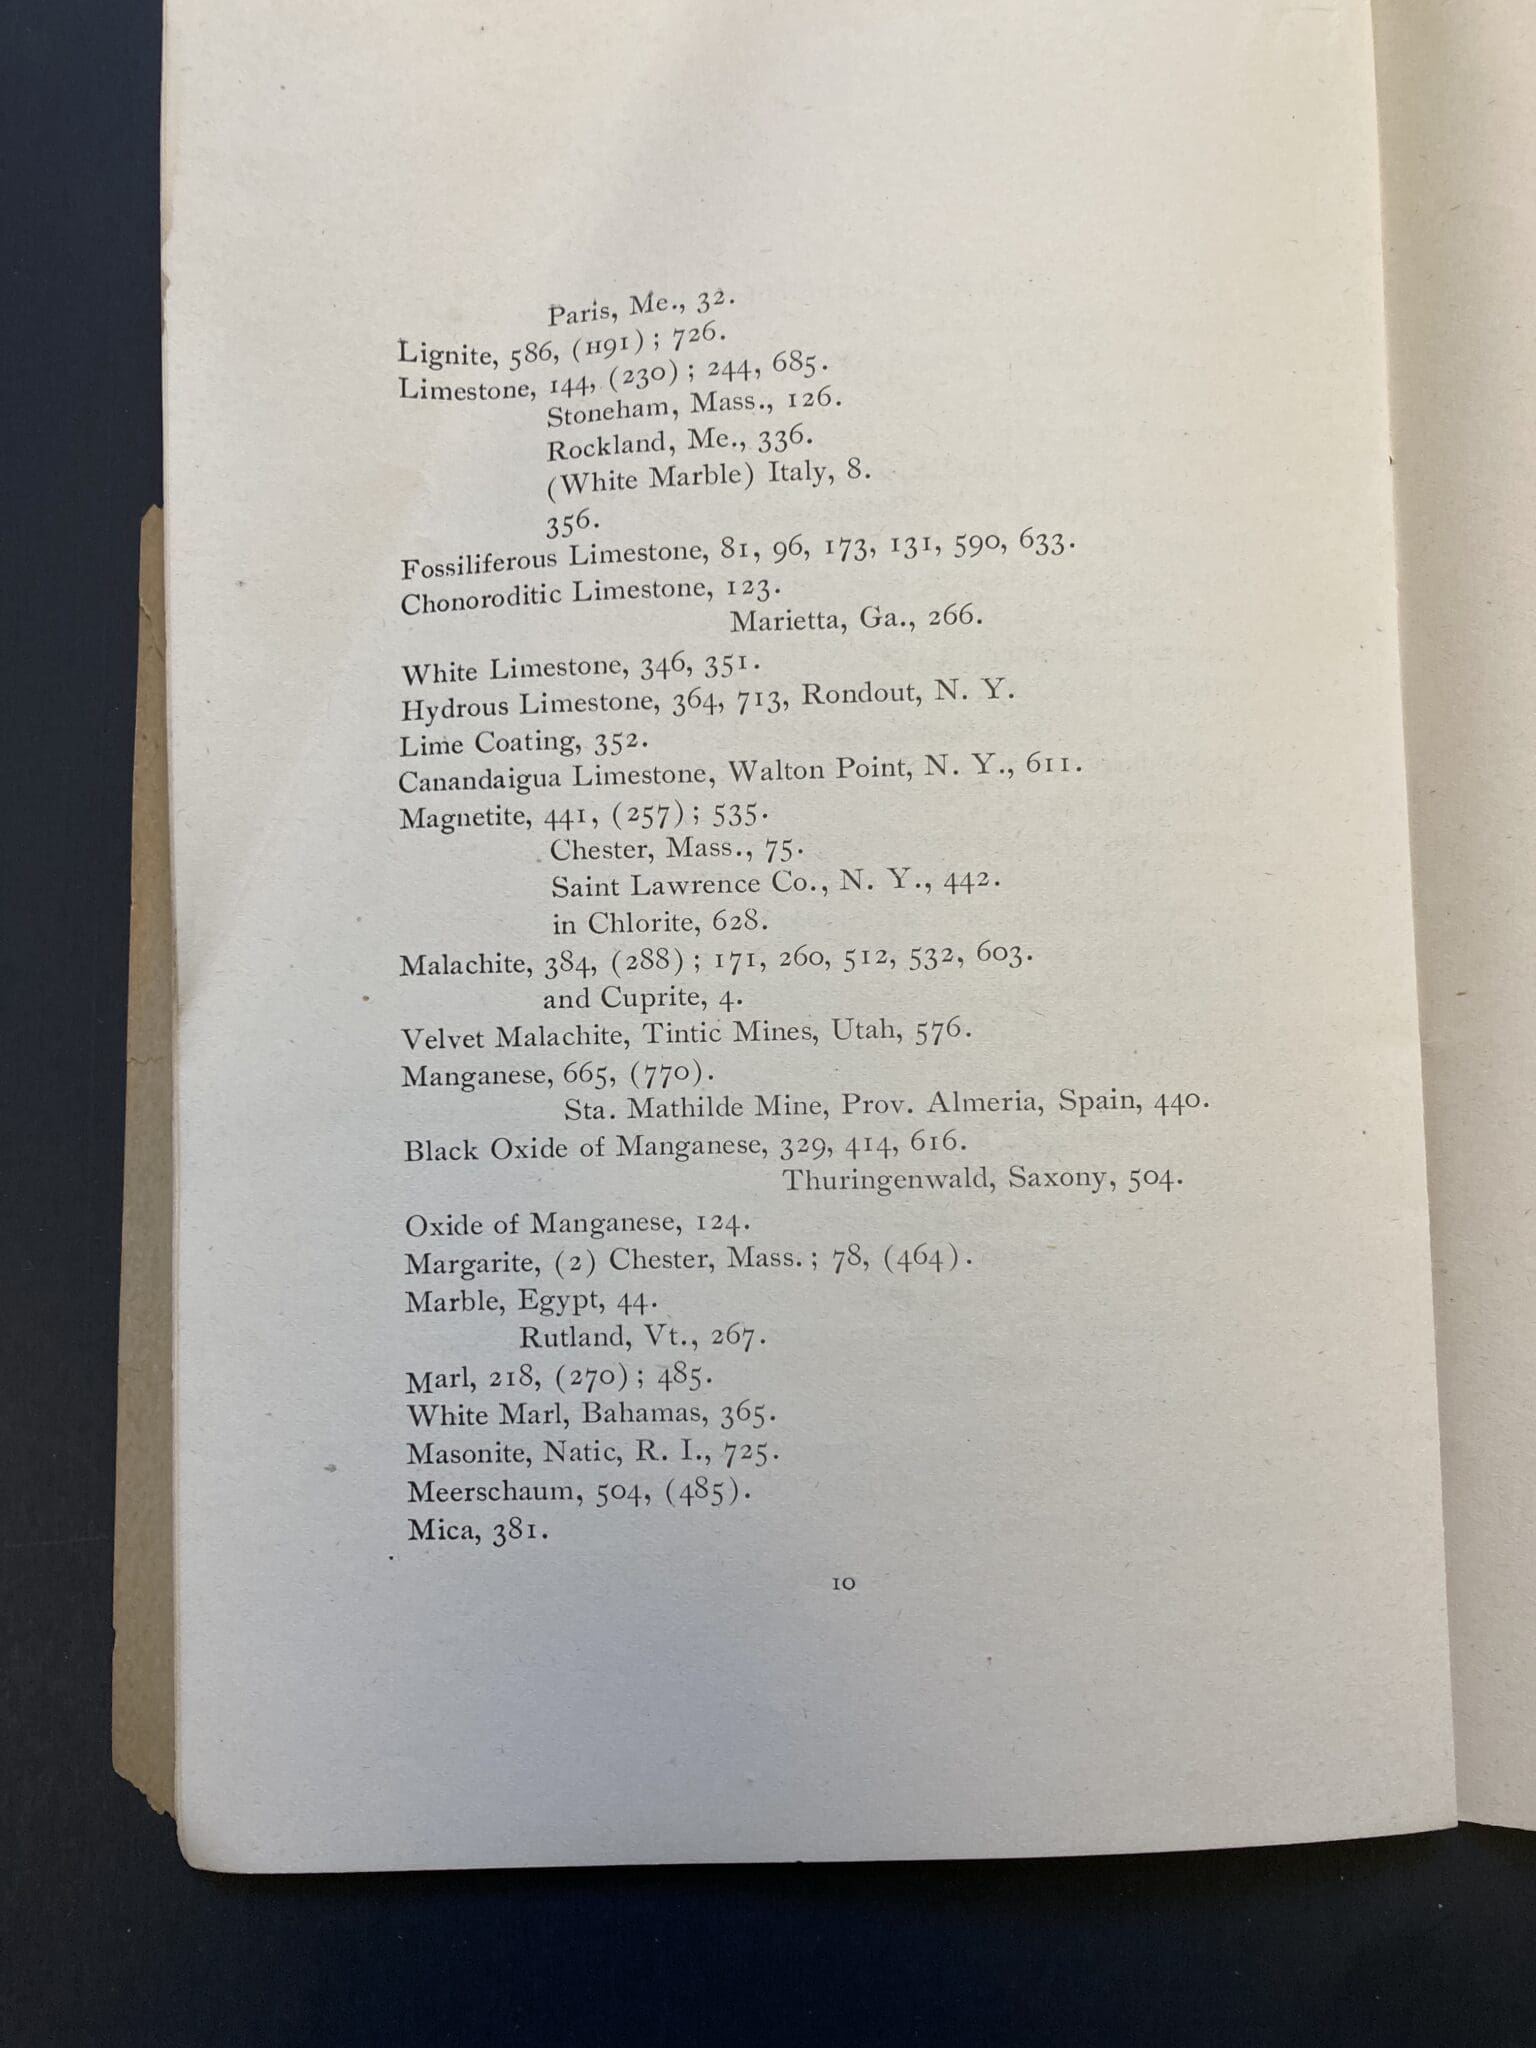 Paris, Me., 32.
Lignite, 586, (H91) ; 726.
Limestone, 144, (230) ; 244, 685.
Stoneham, Mass., 126.
Rockland, Me., 336.
(White Marble) Italy, 8.
356.
Fossiliferous Limestone, 81, 96, 173, 131, 590, 633.
Chonoroditic Limestone, 123.
Marietta, Ga., 266.
White Limestone, 346, 351.
Hydrous Limestone, 364, 713, Rondout, N. Y.
Lime Coating, 352.
Canandaigua Limestone, Walton Point, N. Y., 611.
Magnetite, 441, (257) ; 535.
Chester, Mass., 75.
Saint Lawrence Co., N. Y., 442.
in Chlorite, 628.
Malachite, 384, (288) ; 171, 260, 512, 532, 603.
and Cuprite, 4.
Velvet Malachite, Tintic Mines, Utah, 576.
Manganese, 665, (770).
Sta. Mathilde Mine, Prov. Almeria, Spain, 440.
Black Oxide of Manganese, 329, 414, 616.
Thuringenwald, Saxony, 504.
Oxide of Manganese, 124.
Margarite, (2) Chester, Mass. ; 78, (464).
Marble, Egypt, 44.
Rutland, Vt., 267.
Marl, 218, (270) ; 485.
White Marl, Bahamas, 365.
Masonite, Natic, R. I., 725.
Meerschaum, 504, (485).
Mica, 381.
10